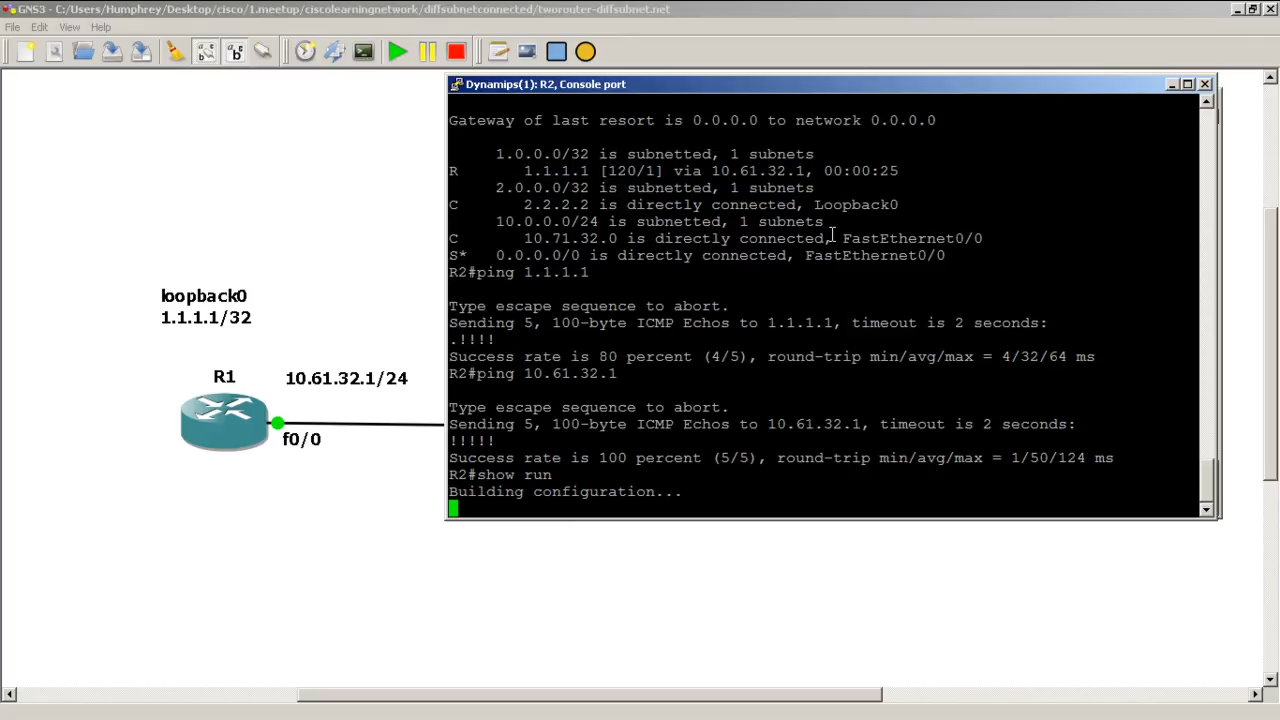 GNS3 - C:/Users/Humphrey/Desktop/cisco/1.meetup/ciscolearningnetwork/diffsubnetconnected/tworouter-diffsubnet.net
File Edit View Help
Dynamips(1): R2, Console port
Gateway of last resort is 0.0.0.0 to network 0.0.0.0
1.0.0.0/32 is subnetted, 1 subnets
R 1.1.1.1 [120/1] via 10.61.32.1, 00:00:25
2.0.0.0/32 is subnetted, 1 subnets
C 2.2.2.2 is directly connected, Loopback0
10.0.0.0/24 is subnetted, 1 subnets
C 10.71.32.0 is directly connected, FastEthernet0/0
S* 0.0.0.0/0 is directly connected, FastEthernet0/0
R2#ping 1.1.1.1
Type escape sequence to abort.
Sending 5, 100-byte ICMP Echos to 1.1.1.1, timeout is 2 seconds:
.!!!!
Success rate is 80 percent (4/5), round-trip min/avg/max = 4/32/64 ms
R2#ping 10.61.32.1
Type escape sequence to abort.
Sending 5, 100-byte ICMP Echos to 10.61.32.1, timeout is 2 seconds:
!!!!!
Success rate is 100 percent (5/5), round-trip min/avg/max = 1/50/124 ms
R2#show run
Building configuration...
loopback0
1.1.1.1/32
R1
10.61.32.1/24
f0/0